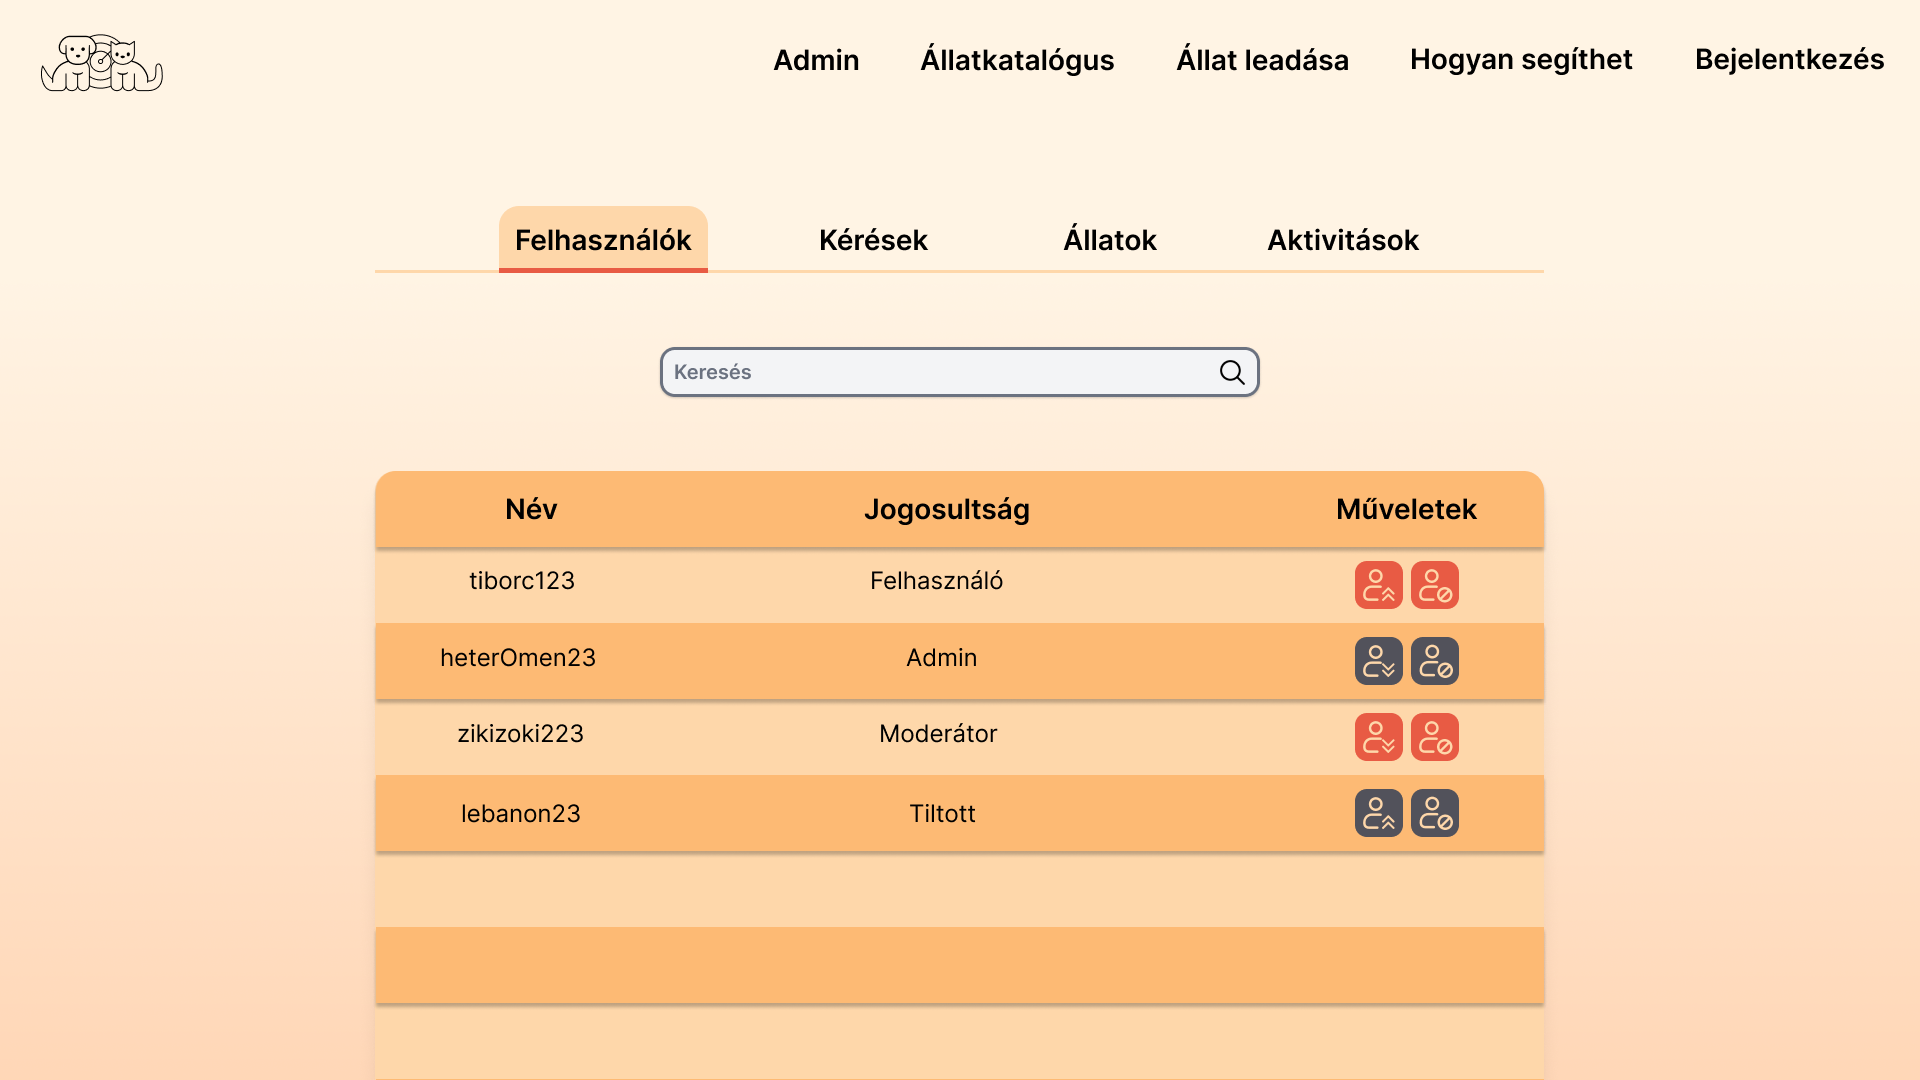 Admin Állatkatalógus Állat leadása Hogyan segíthet Bejelentkezés
Felhasználók Kérések Állatok Aktivitások
Keresés
Név Jogosultság Műveletek
tiborc123 Felhasználó
heterOmen23 Admin
zikizoki223 Moderátor
lebanon23 Tiltott